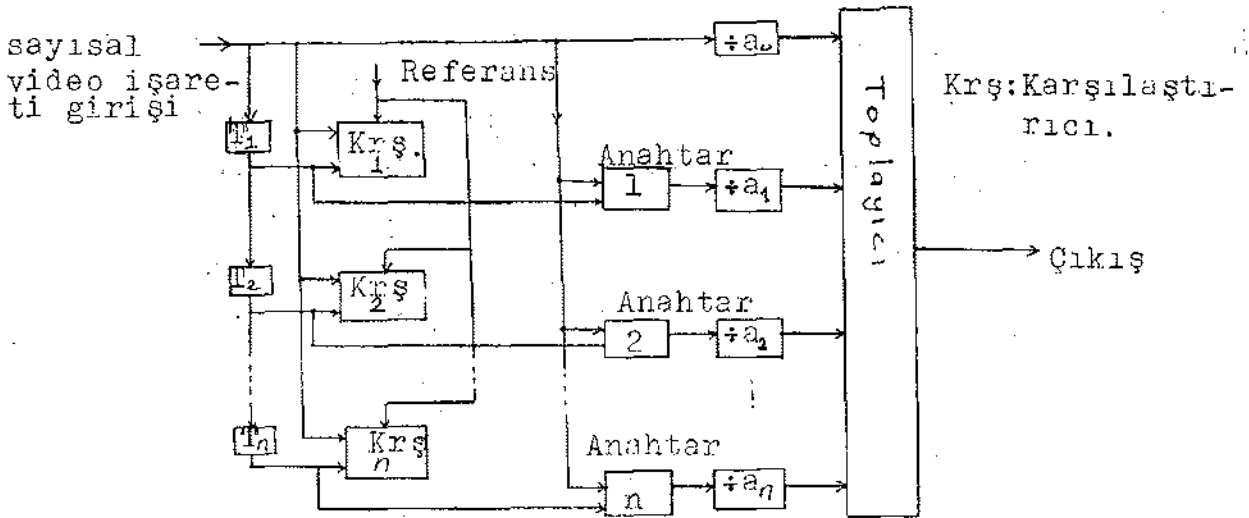 sayısal
video işare-
ti girişi
Referans
÷a₀
Krş:Karşılaştı-
rıcı.
Toplayıcı
T₁
Krş.
1
Anahtar
1
÷a₁
Çıkış
T₂
Krş
2
Anahtar
2
÷a₂
Tₙ
Krş
n
Anahtar
n
÷aₙ